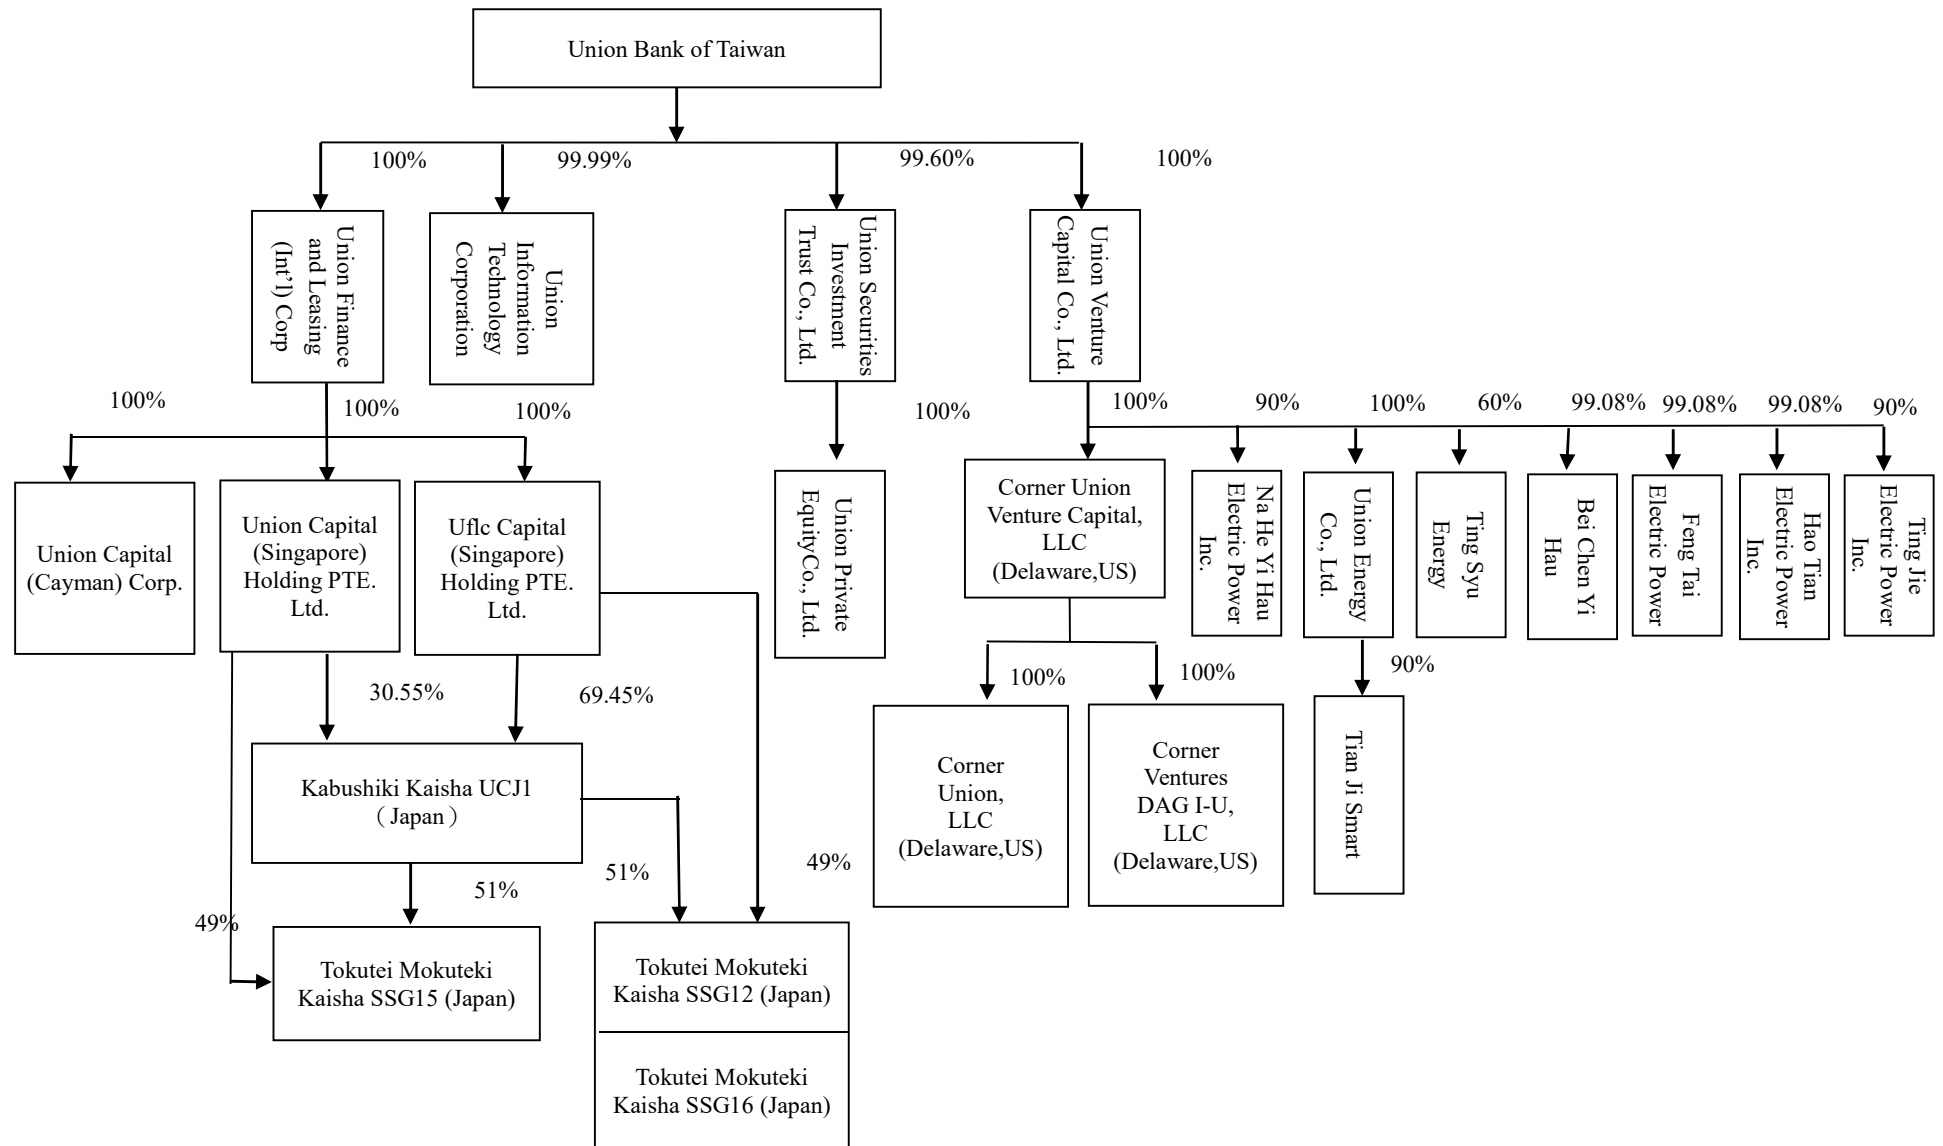 Union Bank of Taiwan
100%
99.99%
99.60%
100%
Union Finance
and Leasing
(Int’l) Corp
Union
Information
Technology
Corporation
Union Securities
Investment
Trust Co., Ltd.
Union Venture
Capital Co., Ltd.
100%
100%
100%
100%
100%
90%
100%
60%
99.08%
99.08%
99.08%
90%
Union Capital
(Cayman) Corp.
Union Capital
(Singapore)
Holding PTE.
Ltd.
Uflc Capital
(Singapore)
Holding PTE.
Ltd.
Union Private
EquityCo., Ltd.
Corner Union
Venture Capital,
LLC
(Delaware,US)
Na He Yi Hau
Electric Power
Inc.
Union Energy
Co., Ltd.
Ting Syu
Energy
Bei Chen Yi
Hau
Feng Tai
Electric Power
Hao Tian
Electric Power
Inc.
Ting Jie
Electric Power
Inc.
30.55%
69.45%
100%
100%
90%
Kabushiki Kaisha UCJ1
（Japan）
Corner
Union,
LLC
(Delaware,US)
Corner
Ventures
DAG I-U,
LLC
(Delaware,US)
Tian Ji Smart
49%
51%
51%
49%
Tokutei Mokuteki
Kaisha SSG15 (Japan)
Tokutei Mokuteki
Kaisha SSG12 (Japan)
Tokutei Mokuteki
Kaisha SSG16 (Japan)